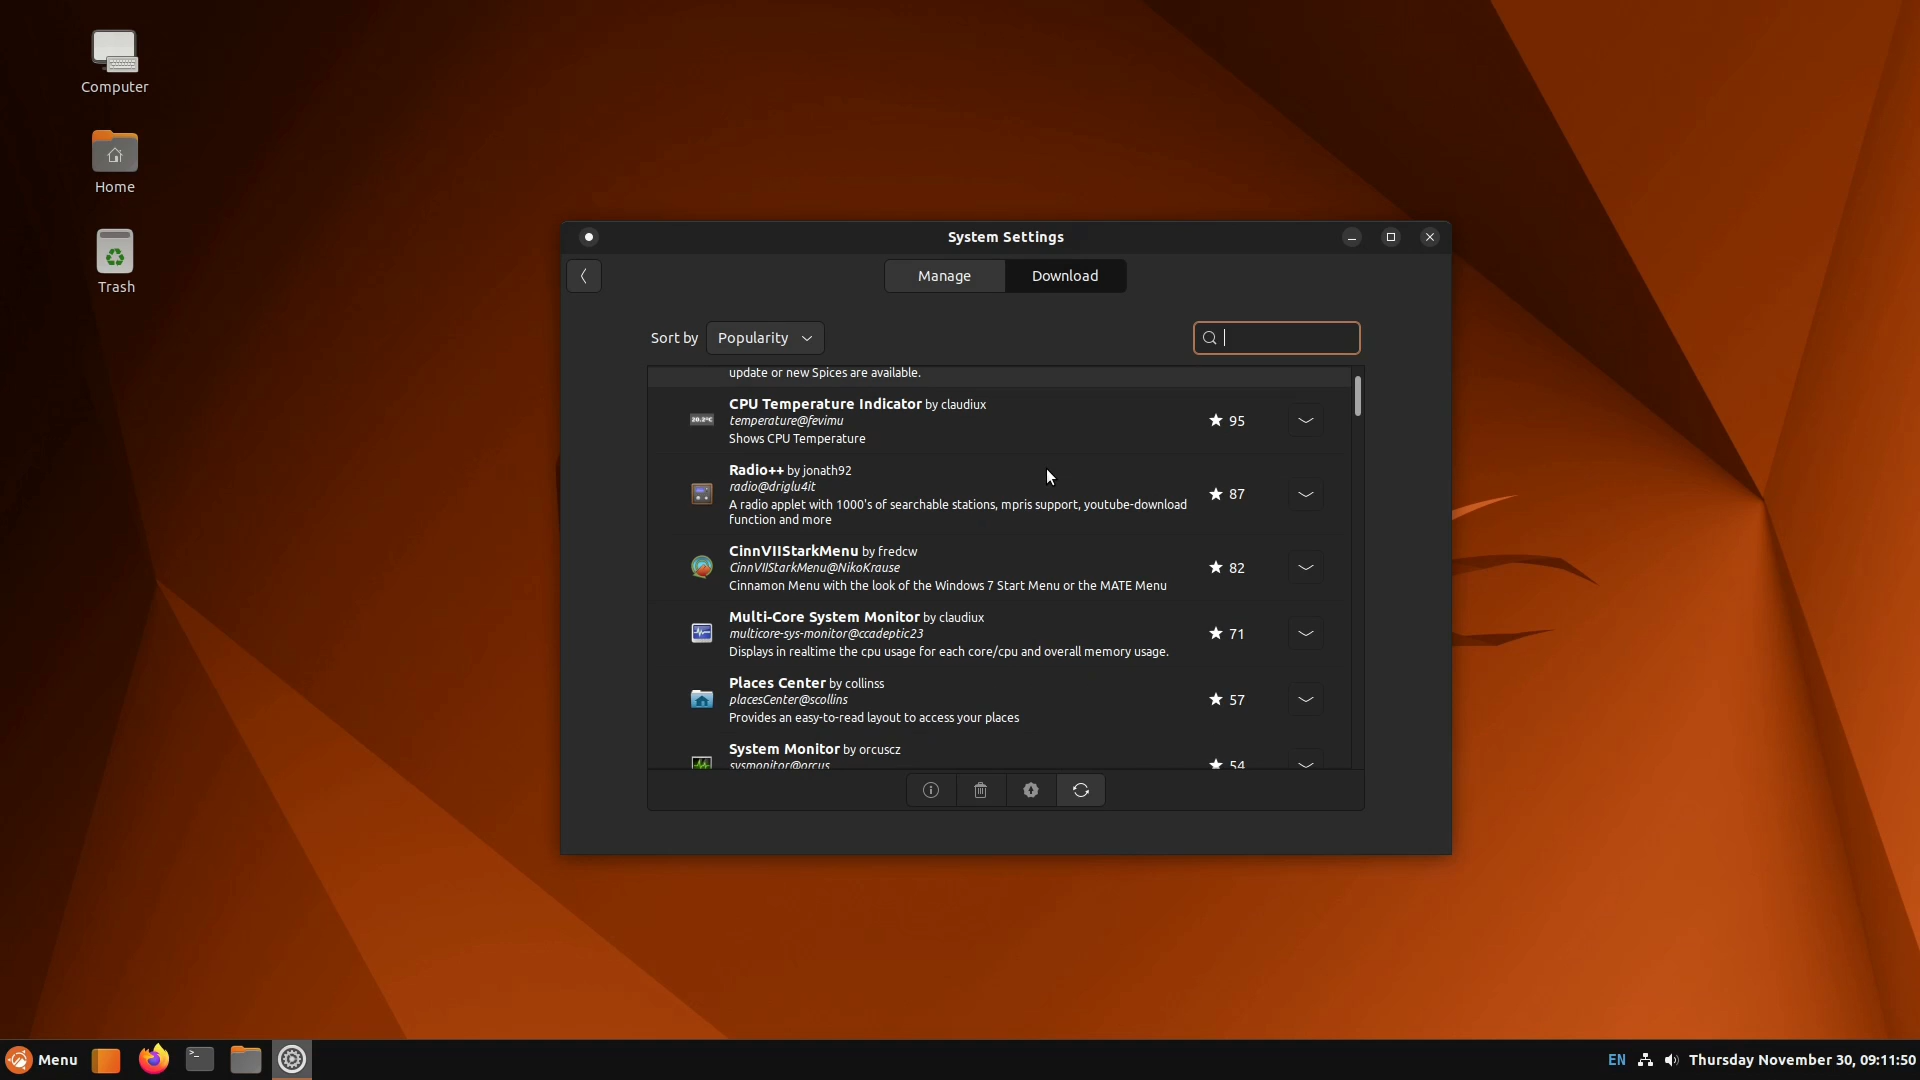 Computer
Home
Trash
System Settings
Manage
Download
Sort by
Popularity
update or new Spices are available.
CPU Temperature Indicator by claudiux
temperature@fevimu
Shows CPU Temperature
20.2°C
95
Radio++ by jonath92
radio@driglu4it
A radio applet with 1000's of searchable stations, mpris support, youtube-download
function and more
87
CinnVIIStarkMenu by fredcw
CinnVIIStarkMenu@NikoKrause
Cinnamon Menu with the look of the Windows 7 Start Menu or the MATE Menu
82
Multi-Core System Monitor by claudiux
multicore-sys-monitor@ccadeptic23
Displays in realtime the cpu usage for each core/cpu and overall memory usage.
71
Places Center by collinss
placesCenter@scollins
Provides an easy-to-read layout to access your places
57
System Monitor by orcuscz
sysmonitor@orcus
54
Menu
EN
Thursday November 30, 09:11:50